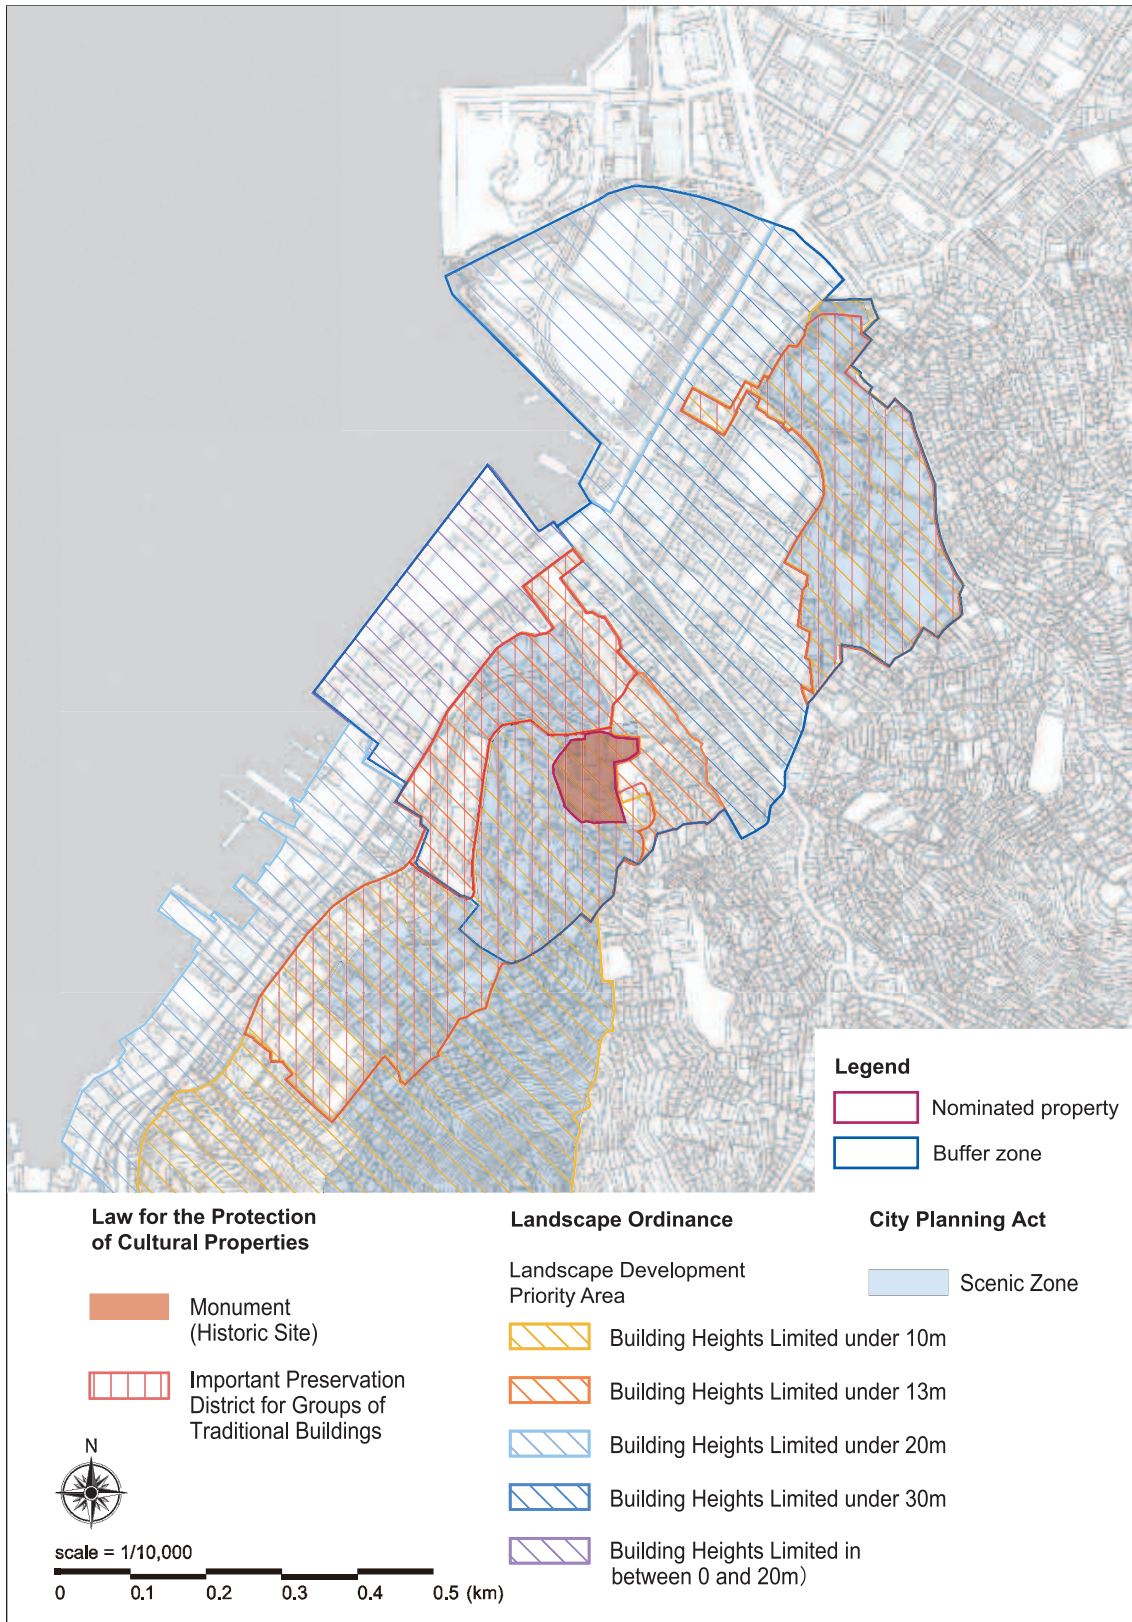 Legend
Nominated property
Buffer zone
Law for the Protection
of Cultural Properties
Monument
(Historic Site)
Important Preservation
District for Groups of
Traditional Buildings
N
scale = 1/10,000
0 0.1 0.2 0.3 0.4 0.5 (km)
Landscape Ordinance
Landscape Development
Priority Area
Building Heights Limited under 10m
Building Heights Limited under 13m
Building Heights Limited under 20m
Building Heights Limited under 30m
Building Heights Limited in
between 0 and 20m）
City Planning Act
Scenic Zone